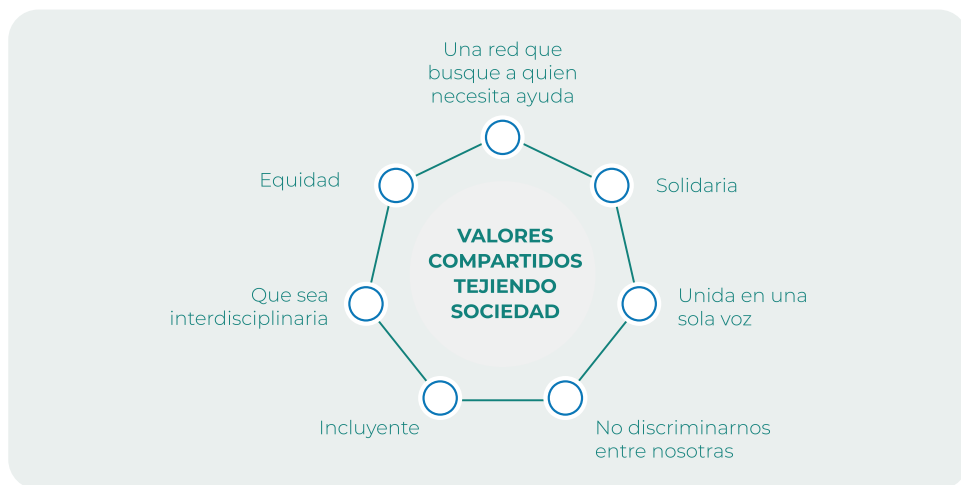 Una red que
busque a quien
necesita ayuda
Equidad
Solidaria
VALORES
COMPARTIDOS
TEJIENDO
SOCIEDAD
Que sea
interdisciplinaria
Unida en una
sola voz
Incluyente
No discriminarnos
entre nosotras